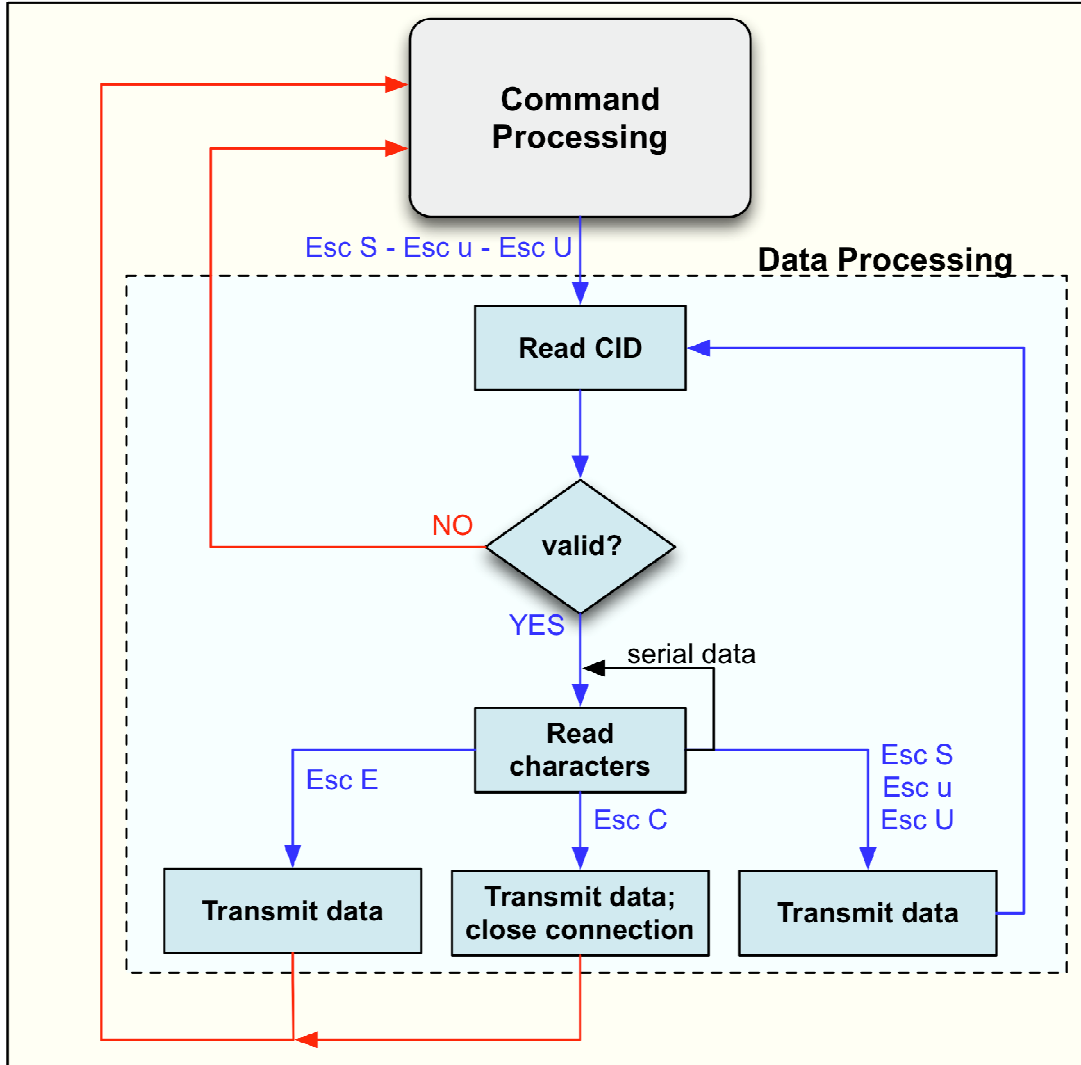 Command
Processing
Esc S - Esc u - Esc U
Data Processing
Read CID
valid?
NO
YES
serial data
Read
characters
Esc E
Esc C
Esc S
Esc u
Esc U
Transmit data
Transmit data;
close connection
Transmit data